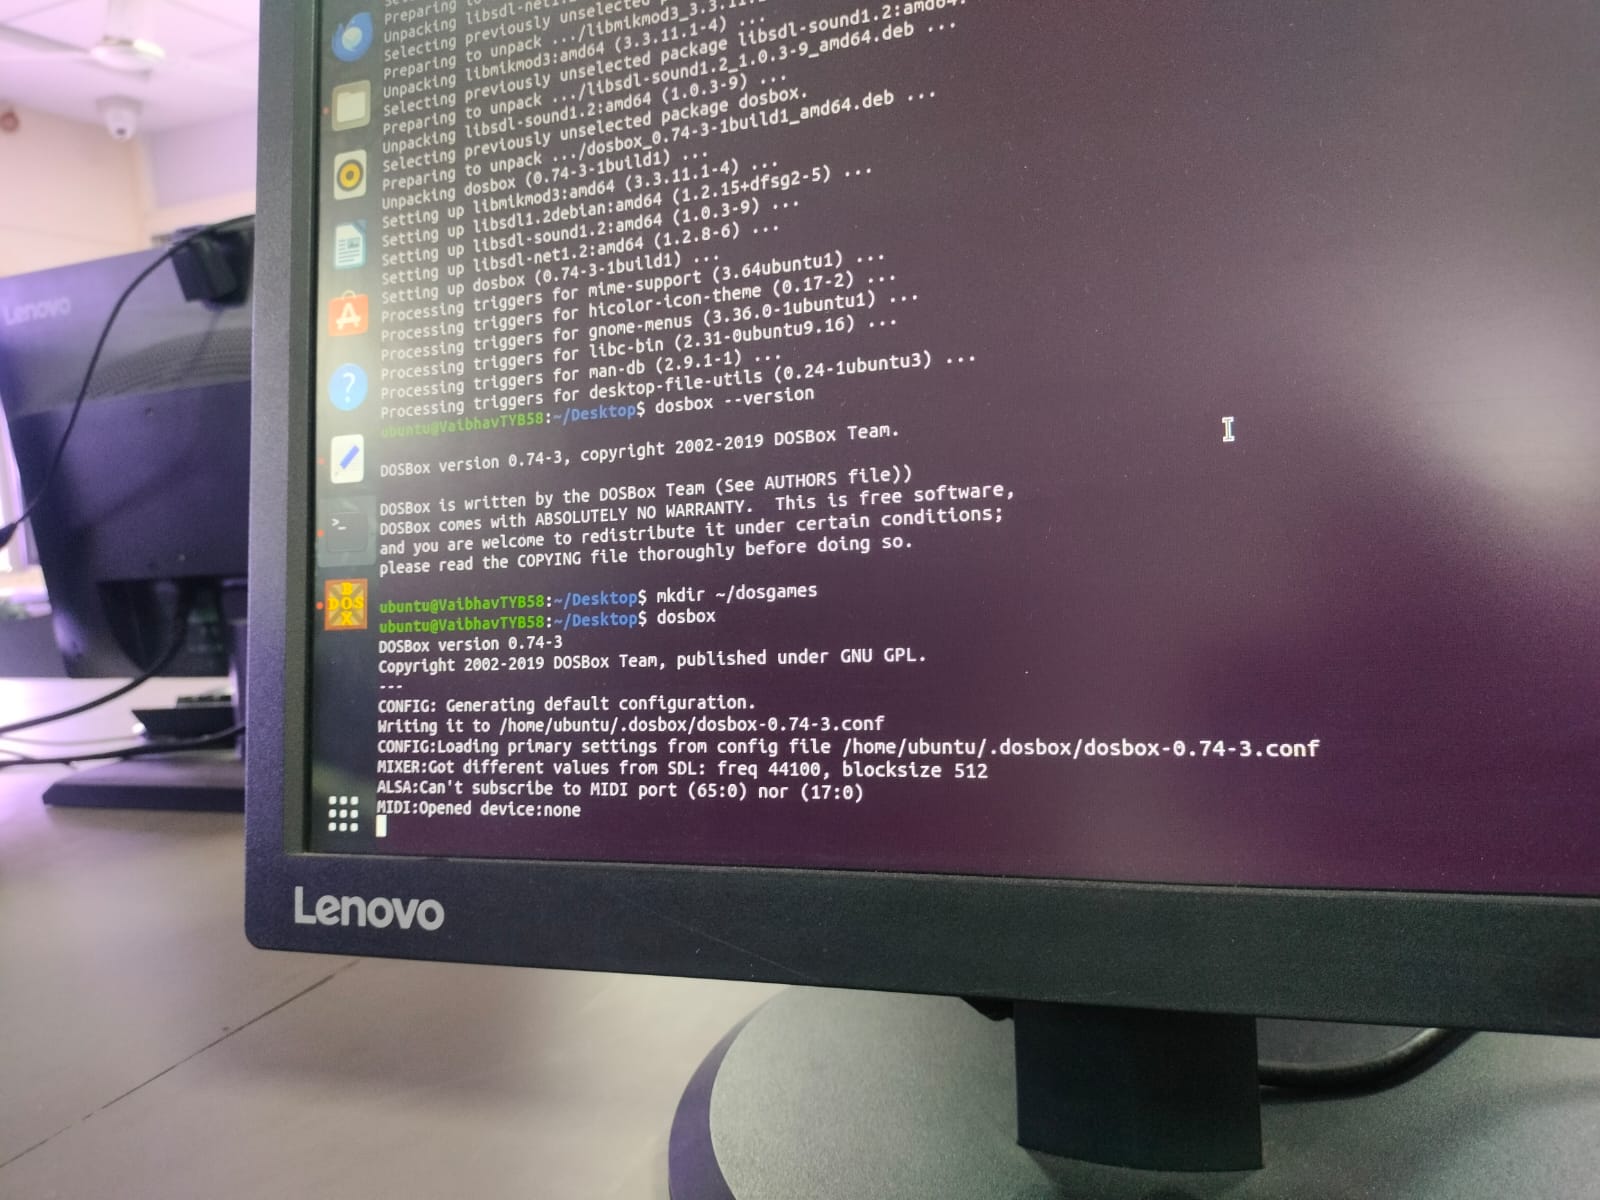 Preparing
Unpacking libsdl-net1.2
Selecting previously unselected
Preparing to unpack .../libmikmod3_3.3.11.1-4
Unpacking libmikmod3:amd64 (3.3.11.1-4) ...
Selecting previously unselected package libsdl-sound1.2:amd64.
Preparing to unpack .../libsdl-sound1.2_1.0.3-9_amd64.deb ...
Unpacking libsdl-sound1.2:amd64 (1.0.3-9) ...
Selecting previously unselected package dosbox.
Preparing to unpack .../dosbox_0.74-3-1build1_amd64.deb ...
Unpacking dosbox (0.74-3-1build1) ...
Setting up libmikmod3:amd64 (3.3.11.1-4) ...
Setting up libsdl1.2debian:amd64 (1.2.15+dfsg2-5) ...
Setting up libsdl-sound1.2:amd64 (1.0.3-9) ...
Setting up libsdl-net1.2:amd64 (1.2.8-6) ...
Setting up dosbox (0.74-3-1build1) ...
Processing triggers for mime-support (3.64ubuntu1) ...
Processing triggers for hicolor-icon-theme (0.17-2) ...
Processing triggers for gnome-menus (3.36.0-1ubuntu1) ...
Processing triggers for libc-bin (2.31-0ubuntu9.16) ...
Processing triggers for man-db (2.9.1-1) ...
Processing triggers for desktop-file-utils (0.24-1ubuntu3) ...
ubuntu@VaibhavTYB58:~/Desktop$ dosbox --version
DOSBox version 0.74-3, copyright 2002-2019 DOSBox Team.
DOSBox is written by the DOSBox Team (See AUTHORS file))
DOSBox comes with ABSOLUTELY NO WARRANTY.  This is free software,
and you are welcome to redistribute it under certain conditions;
please read the COPYING file thoroughly before doing so.
ubuntu@VaibhavTYB58:~/Desktop$ mkdir ~/dosgames
ubuntu@VaibhavTYB58:~/Desktop$ dosbox
DOSBox version 0.74-3
Copyright 2002-2019 DOSBox Team, published under GNU GPL.
---
CONFIG: Generating default configuration.
Writing it to /home/ubuntu/.dosbox/dosbox-0.74-3.conf
CONFIG:Loading primary settings from config file /home/ubuntu/.dosbox/dosbox-0.74-3.conf
MIXER:Got different values from SDL: freq 44100, blocksize 512
ALSA:Can't subscribe to MIDI port (65:0) nor (17:0)
MIDI:Opened device:none
DOS
BOX
Lenovo
Lenovo